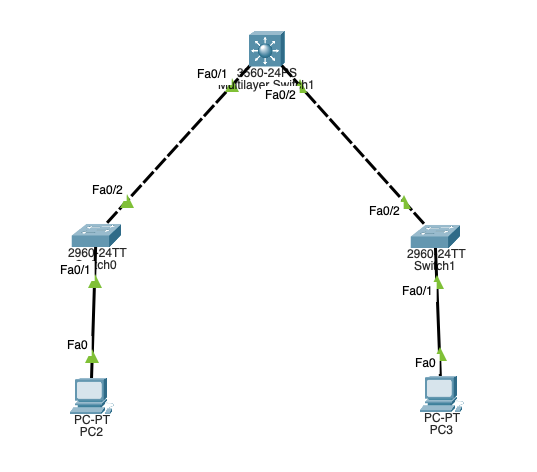 3560-24PS
Multilayer Switch1
Fa0/1
Fa0/2
Fa0/2
Fa0/2
2960-24TT
Switch0
Fa0/1
2960-24TT
Switch1
Fa0/1
Fa0
Fa0
PC-PT
PC2
PC-PT
PC3